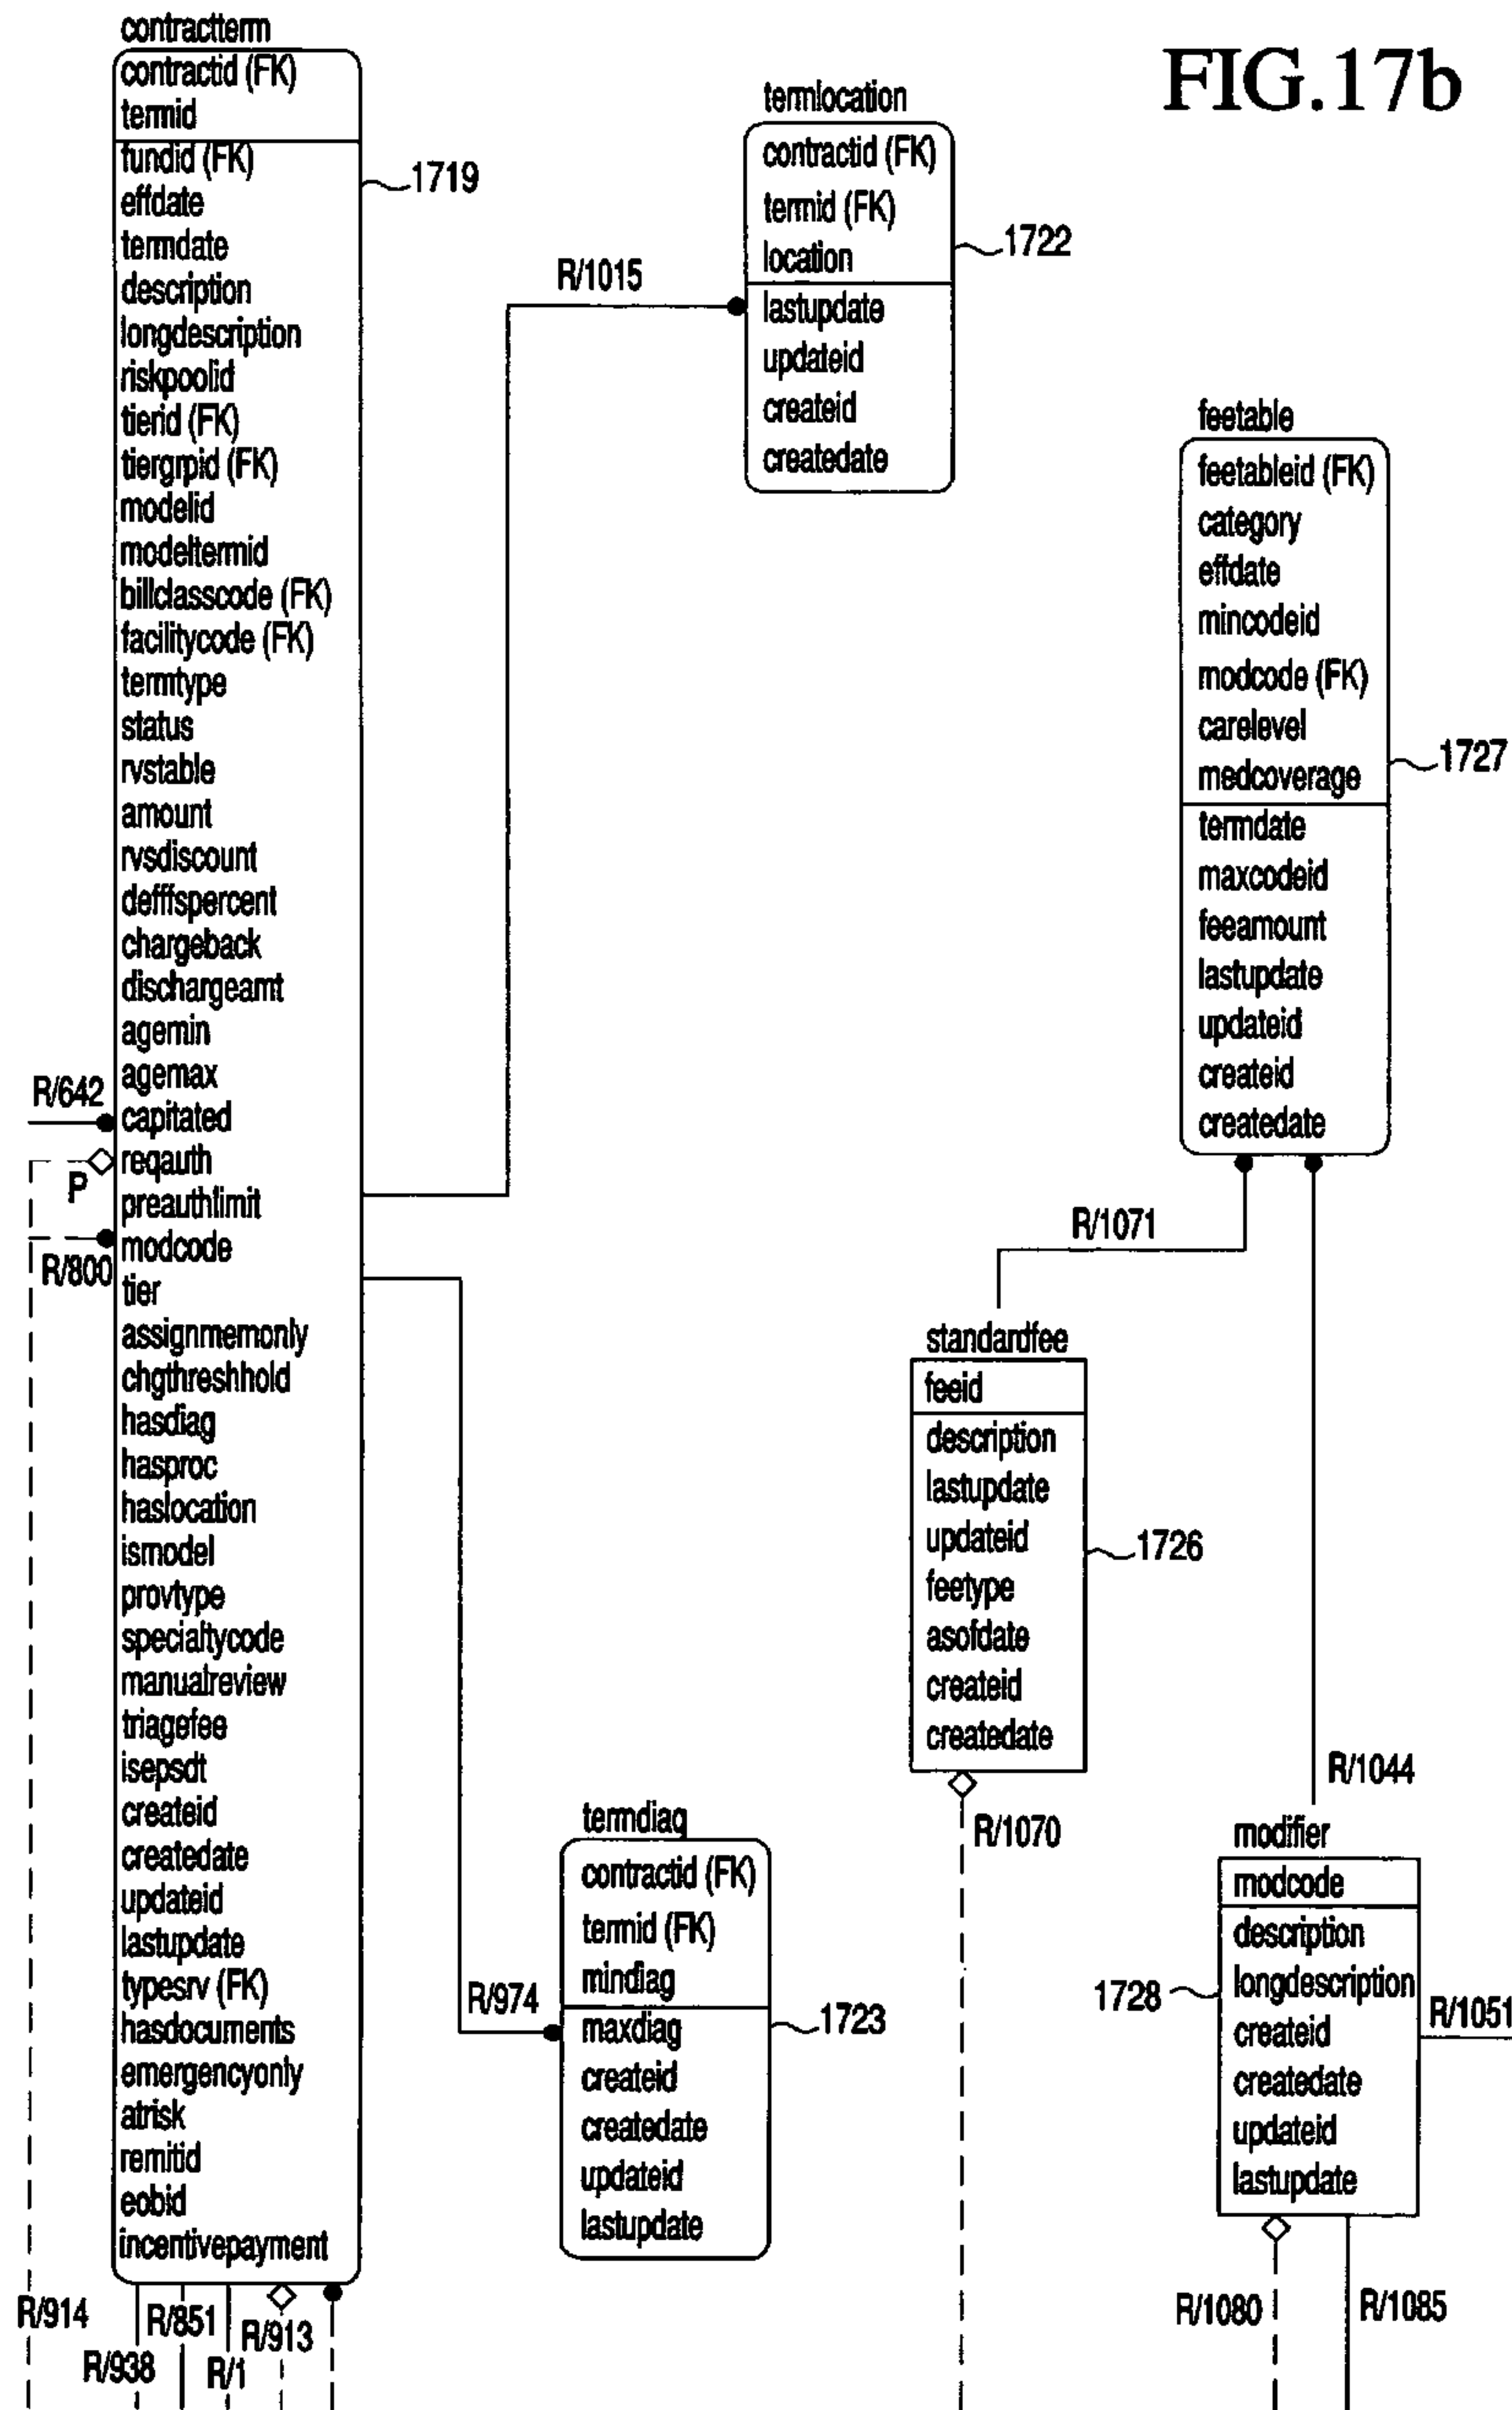 FIG.17b
contractterm
contractid (FK)
termid
fundid (FK)
effdate
termdate
description
longdescription
riskpoolid
tierid (FK)
tiergrpid (FK)
modelid
modeltermid
billclasscode (FK)
facilitycode (FK)
termtype
status
rvstable
amount
rvsdiscount
defffspercent
chargeback
dischargeamt
agemin
agemax
capitated
reqauth
preauthlimit
modcode
tier
assignmemonly
chgthreshhold
hasdiag
hasproc
haslocation
ismodel
provtype
specialtycode
manualreview
triagefee
isepsdt
createid
createdate
updateid
lastupdate
typesrv (FK)
hasdocuments
emergencyonly
atrisk
remitid
eobid
incentivepayment
1719
R/642
P
R/800
R/914
R/938
R/851
R/1
R/913
R/1015
termlocation
contractid (FK)
termid (FK)
location
lastupdate
updateid
createid
createdate
1722
R/974
termdiag
contractid (FK)
termid (FK)
mindiag
maxdiag
createid
createdate
updateid
lastupdate
1723
feetable
feetableid (FK)
category
effdate
mincodeid
modcode (FK)
carelevel
medcoverage
termdate
maxcodeid
feeamount
lastupdate
updateid
createid
createdate
1727
R/1071
standardfee
feeid
description
lastupdate
updateid
feetype
asofdate
createid
createdate
1726
R/1070
R/1044
modifier
modcode
description
longdescription
createid
createdate
updateid
lastupdate
1728
R/1051
R/1080
R/1085